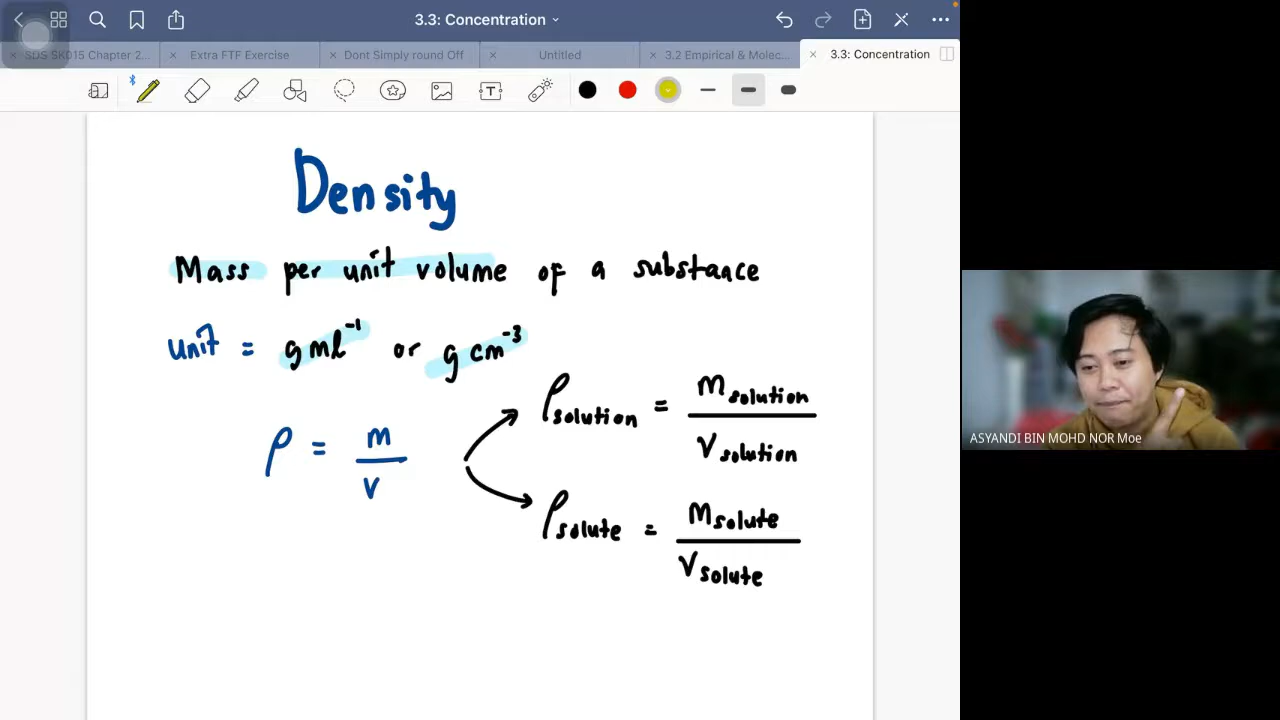 3.3: Concentration
SDS SK015 Chapter 2...
Extra FTF Exercise
Dont Simply round Off
Untitled
3.2 Empirical & Molec...
3.3: Concentration
Density
Mass per unit volume of a substance
unit = g ml⁻¹ or g cm⁻³
ρ = m / v
ρsolution = msolution / vsolution
ρsolute = msolute / vsolute
ASYANDI BIN MOHD NOR Moe